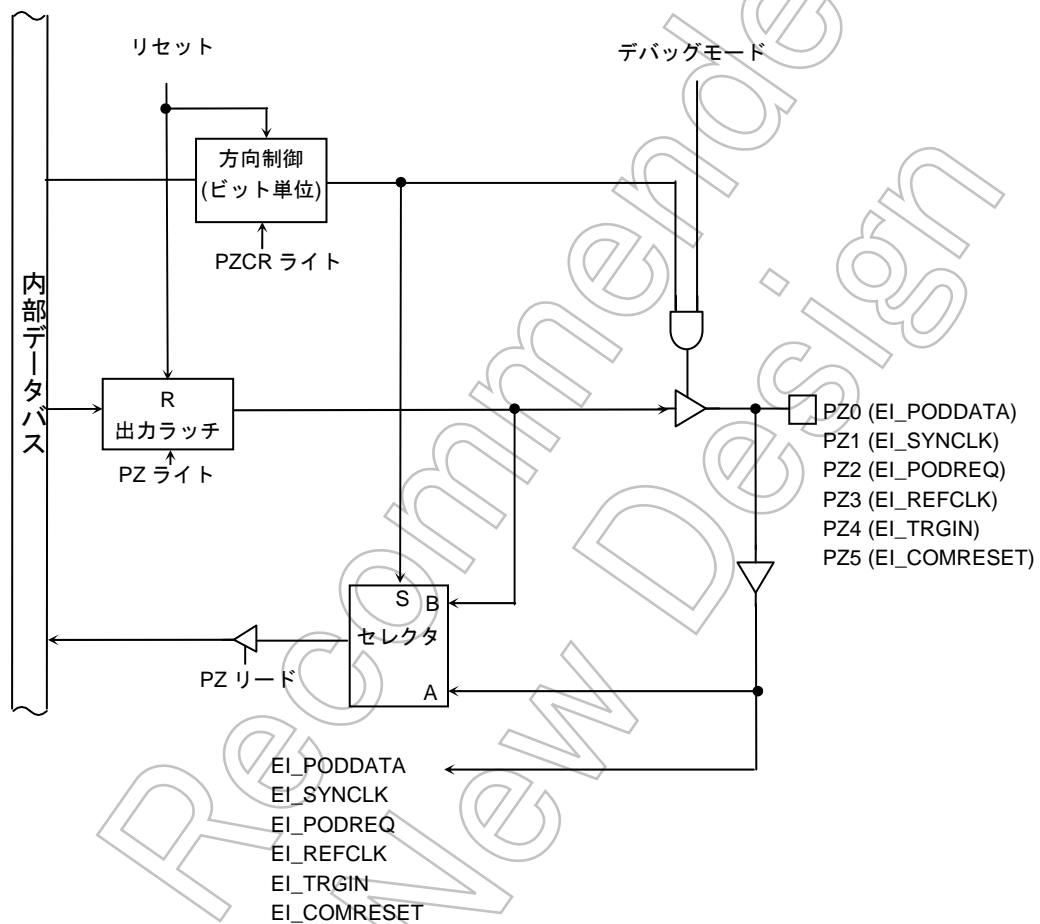 リセット
デバッグモード
方向制御
(ビット単位)
PZCR ライト
内部データバス
R
出力ラッチ
PZ ライト
PZ0 (EI_PODDATA)
PZ1 (EI_SYNCLK)
PZ2 (EI_PODREQ)
PZ3 (EI_REFCLK)
PZ4 (EI_TRGIN)
PZ5 (EI_COMRESET)
S
B
セレクタ
A
PZ リード
EI_PODDATA
EI_SYNCLK
EI_PODREQ
EI_REFCLK
EI_TRGIN
EI_COMRESET
Recommende
New Design